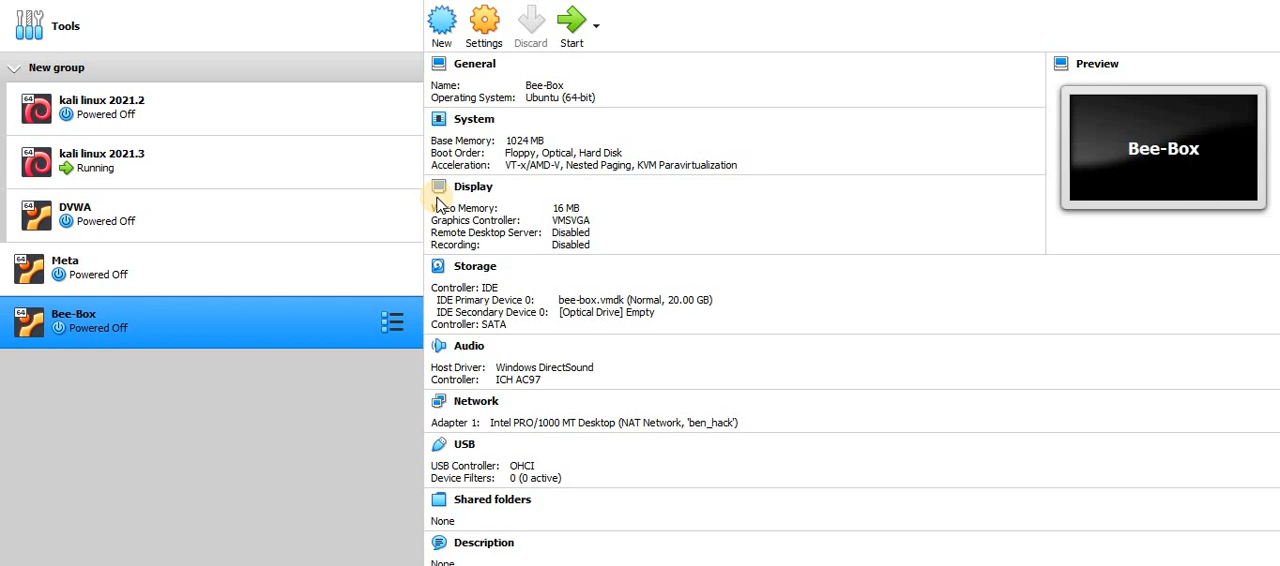 Tools
New group
64 kali linux 2021.2
Powered Off
64 kali linux 2021.3
Running
64 DVWA
Powered Off
64 Meta
Powered Off
64 Bee-Box
Powered Off
New Settings Discard Start
General
Name: Bee-Box
Operating System: Ubuntu (64-bit)
System
Base Memory: 1024 MB
Boot Order: Floppy, Optical, Hard Disk
Acceleration: VT-x/AMD-V, Nested Paging, KVM Paravirtualization
Display
Memory: 16 MB
Graphics Controller: VMSVGA
Remote Desktop Server: Disabled
Recording: Disabled
Storage
Controller: IDE
IDE Primary Device 0: bee-box.vmdk (Normal, 20.00 GB)
IDE Secondary Device 0: [Optical Drive] Empty
Controller: SATA
Audio
Host Driver: Windows DirectSound
Controller: ICH AC97
Network
Adapter 1: Intel PRO/1000 MT Desktop (NAT Network, 'ben_hack')
USB
USB Controller: OHCI
Device Filters: 0 (0 active)
Shared folders
None
Description
None
Preview
Bee-Box